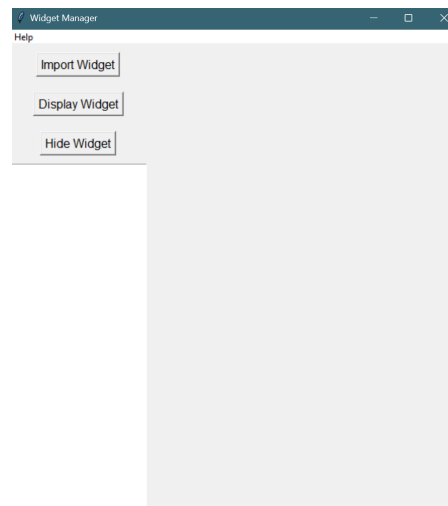 Widget Manager
Help
Import Widget
Display Widget
Hide Widget